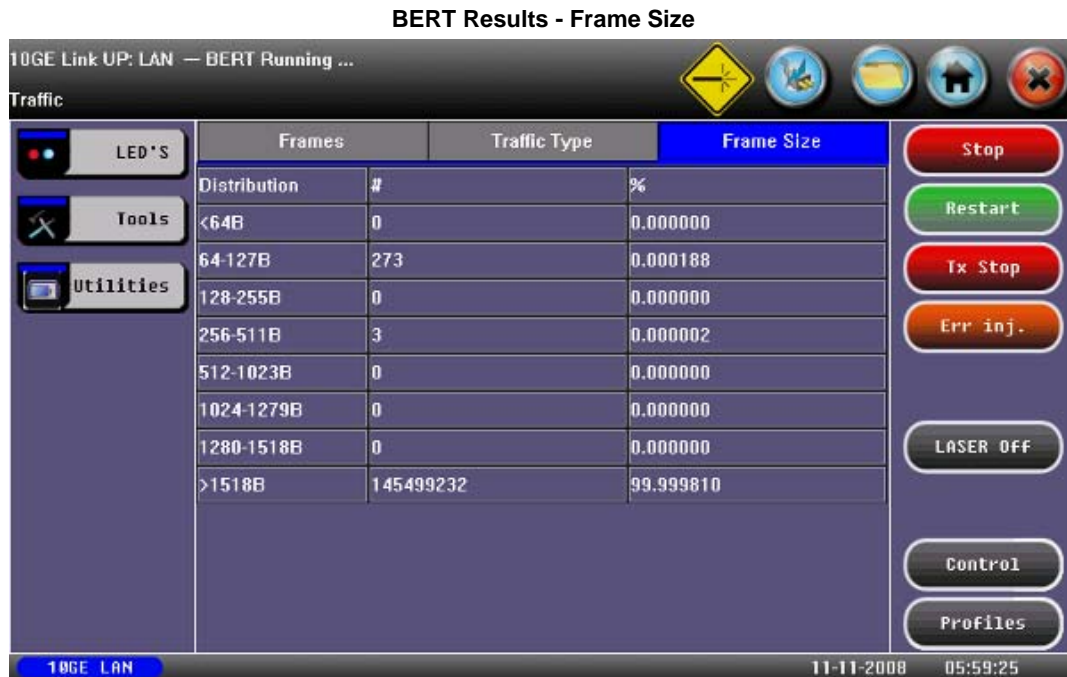 BERT Results - Frame Size
10GE Link UP: LAN — BERT Running ...
Traffic
LED'S
Tools
Utilities
Frames Traffic Type Frame Size
Distribution # %
<64B 0 0.000000
64-127B 273 0.000188
128-255B 0 0.000000
256-511B 3 0.000002
512-1023B 0 0.000000
1024-1279B 0 0.000000
1280-1518B 0 0.000000
>1518B 145499232 99.999810
Stop
Restart
Tx Stop
Err inj.
LASER Off
Control
Profiles
10GE LAN 11-11-2008 05:59:25